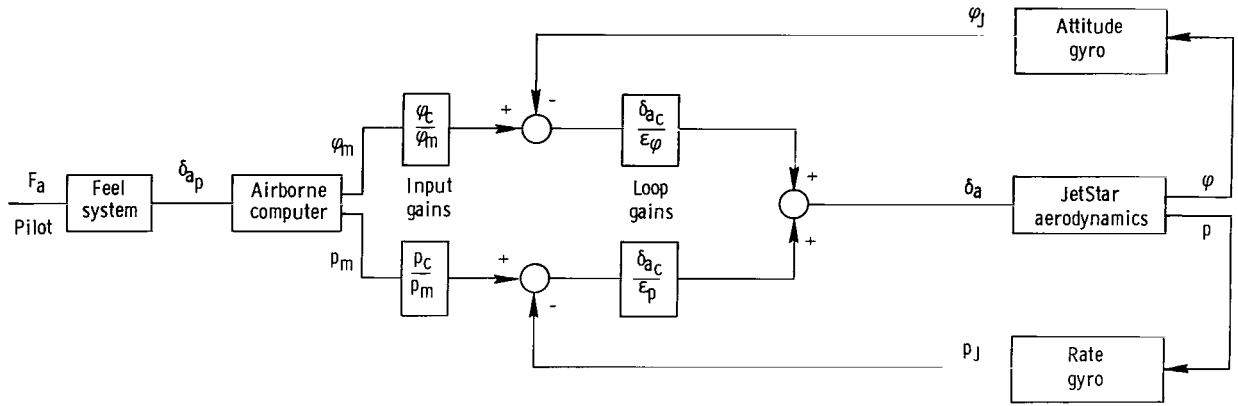 φJ
Attitude
gyro
-
+
φc
φm
δac
εφ
φm
+
Fa
Pilot
Feel
system
δap
Airborne
computer
Input
gains
Loop
gains
δa
JetStar
aerodynamics
φ
p
pm
pc
pm
+
-
δac
εp
+
pJ
Rate
gyro